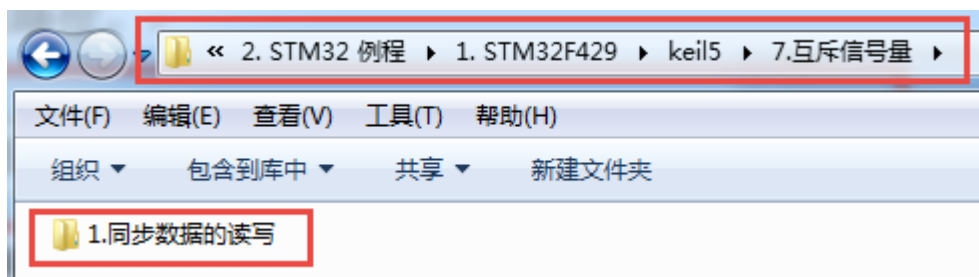 « 2. STM32 例程 ▸ 1. STM32F429 ▸ keil5 ▸ 7.互斥信号量 ▸
文件(F) 编辑(E) 查看(V) 工具(T) 帮助(H)
组织 ▼ 包含到库中 ▼ 共享 ▼ 新建文件夹
1.同步数据的读写